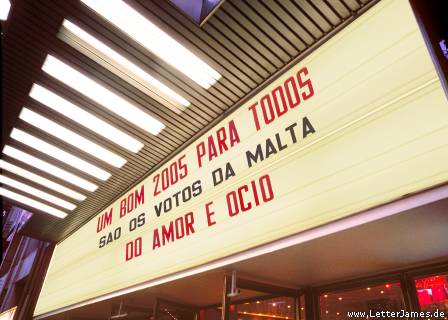 UM BOM 2005 PARA TODOS
SAO OS VOTOS DA MALTA
DO AMOR E OCIO
www.LetterJames.de